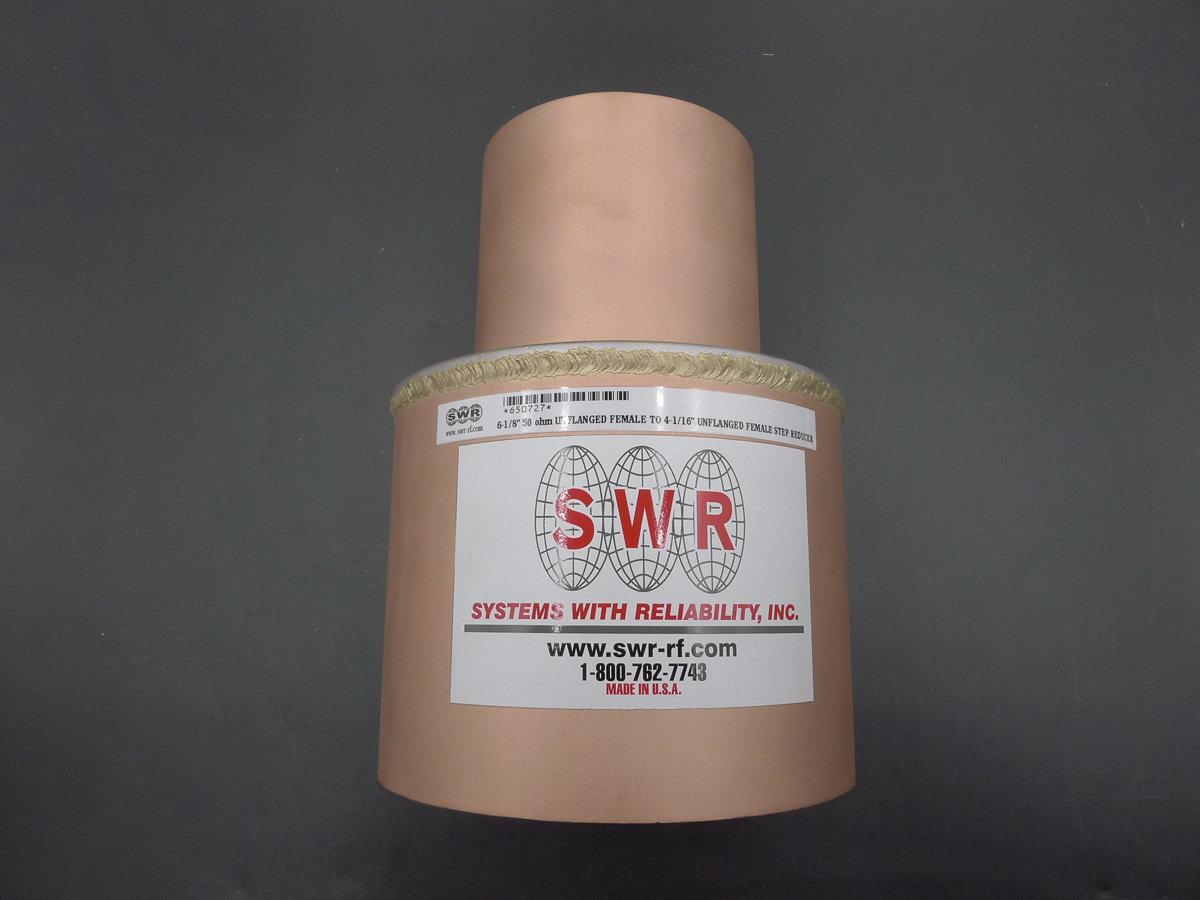 SWR
www.swr-rf.com
*650727*
6-1/8" 50 ohm UNFLANGED FEMALE TO 4-1/16" UNFLANGED FEMALE STEP REDUCER
SWR
SYSTEMS WITH RELIABILITY, INC.
www.swr-rf.com
1-800-762-7743
MADE IN U.S.A.